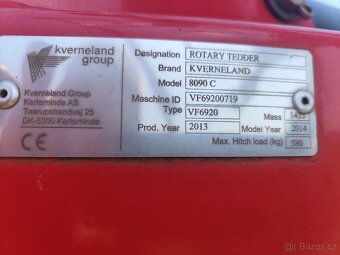 kverneland
group
Kverneland Group
Kerteminde AS
Taarupstrandvej 25
DK-5300 Kerteminde
CE
Designation ROTARY TEDDER
Brand KVERNELAND
Model 8090 C
Maschine ID VF69200719
Type VF6920
Mass
Prod. Year 2013
Model Year 2014
Max. Hitch load (kg) 580
bazos.cz